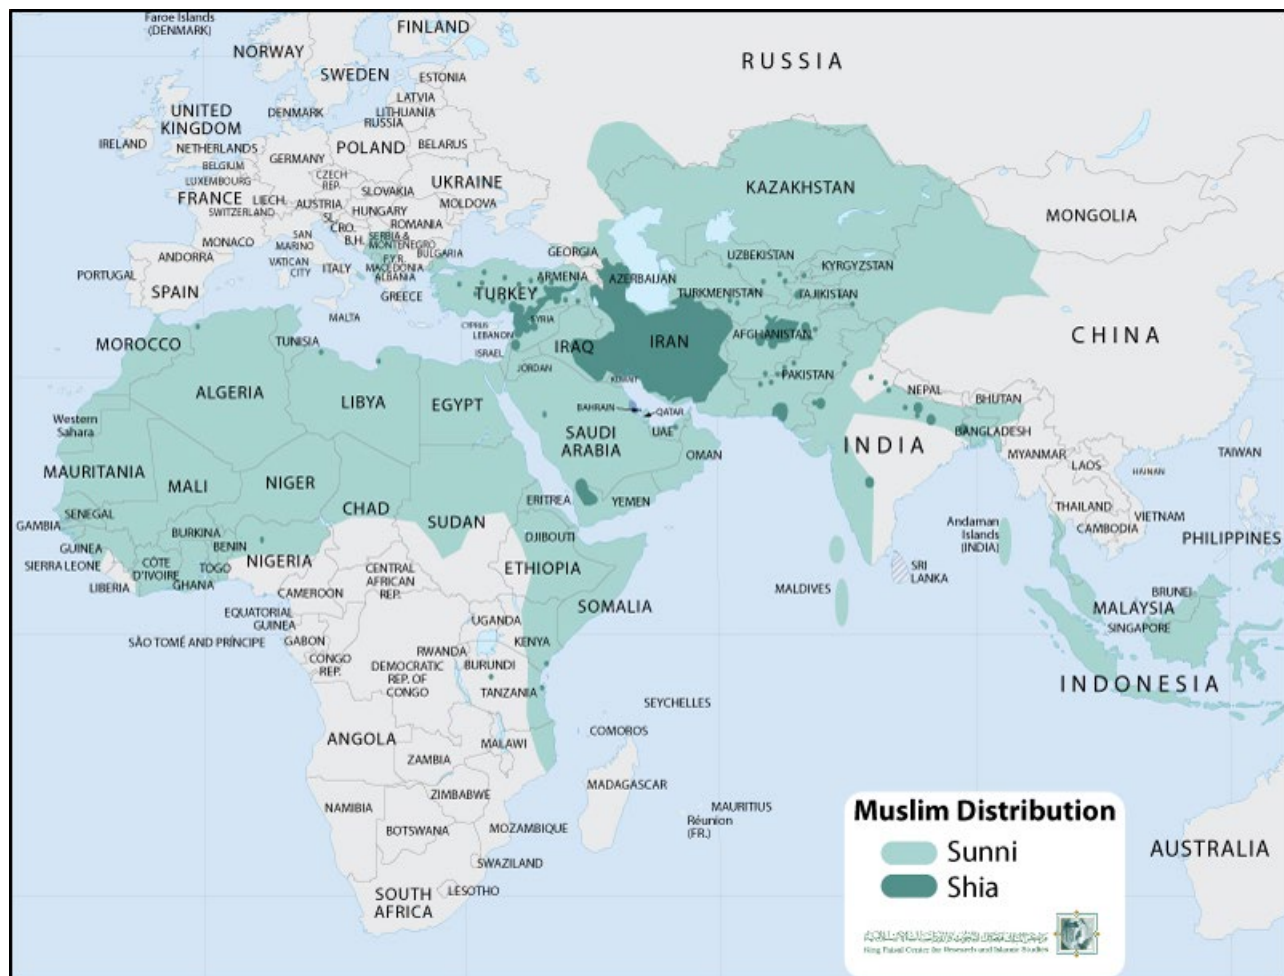 Faroe Islands
(DENMARK)
FINLAND
NORWAY
RUSSIA
SWEDEN
ESTONIA
LATVIA
LITHUANIA
DENMARK
RUSSIA
UNITED
KINGDOM
IRELAND
NETHERLANDS
BELARUS
POLAND
GERMANY
BELGIUM
LUXEMBOURG
CZECH
REP.
UKRAINE
SLOVAKIA
FRANCE
LIECH.
AUSTRIA
MOLDOVA
SWITZERLAND
HUNGARY
SL.
CRO.
ROMANIA
B.H.
SERBIA &
MONTENEGRO
BULGARIA
MONACO
SAN
MARINO
VATICAN
CITY
ANDORRA
F.Y.R.
MACEDONIA
ALBANIA
ITALY
PORTUGAL
SPAIN
GREECE
GEORGIA
ARMENIA
AZERBAIJAN
KAZAKHSTAN
MONGOLIA
UZBEKISTAN
KYRGYZSTAN
TURKEY
TURKMENISTAN
TAJIKISTAN
MALTA
CYPRUS
SYRIA
LEBANON
ISRAEL
JORDAN
IRAQ
IRAN
AFGHANISTAN
CHINA
MOROCCO
TUNISIA
ALGERIA
LIBYA
EGYPT
KUWAIT
PAKISTAN
NEPAL
BHUTAN
BAHRAIN
QATAR
UAE
SAUDI
ARABIA
OMAN
INDIA
BANGLADESH
MYANMAR
LAOS
HAINAN
TAIWAN
Western
Sahara
MAURITANIA
MALI
NIGER
CHAD
SUDAN
ERITREA
YEMEN
THAILAND
VIETNAM
CAMBODIA
PHILIPPINES
SENEGAL
GAMBIA
GUINEA
SIERRA LEONE
LIBERIA
BURKINA
BENIN
CÔTE
D'IVOIRE
TOGO
GHANA
NIGERIA
DJIBOUTI
ETHIOPIA
SOMALIA
Andaman
Islands
(INDIA)
SRI
LANKA
MALDIVES
BRUNEI
MALAYSIA
SINGAPORE
INDONESIA
CENTRAL
AFRICAN
REP.
CAMEROON
EQUATORIAL
GUINEA
SÃO TOMÉ AND PRÍNCIPE
GABON
CONGO
REP.
UGANDA
KENYA
RWANDA
BURUNDI
DEMOCRATIC
REP. OF
CONGO
TANZANIA
SEYCHELLES
COMOROS
ANGOLA
ZAMBIA
MALAWI
MADAGASCAR
NAMIBIA
ZIMBABWE
BOTSWANA
MOZAMBIQUE
MAURITIUS
Réunion
(FR.)
SWAZILAND
LESOTHO
SOUTH
AFRICA
AUSTRALIA
Muslim Distribution
Sunni
Shia
King Faisal Center for Research and Islamic Studies